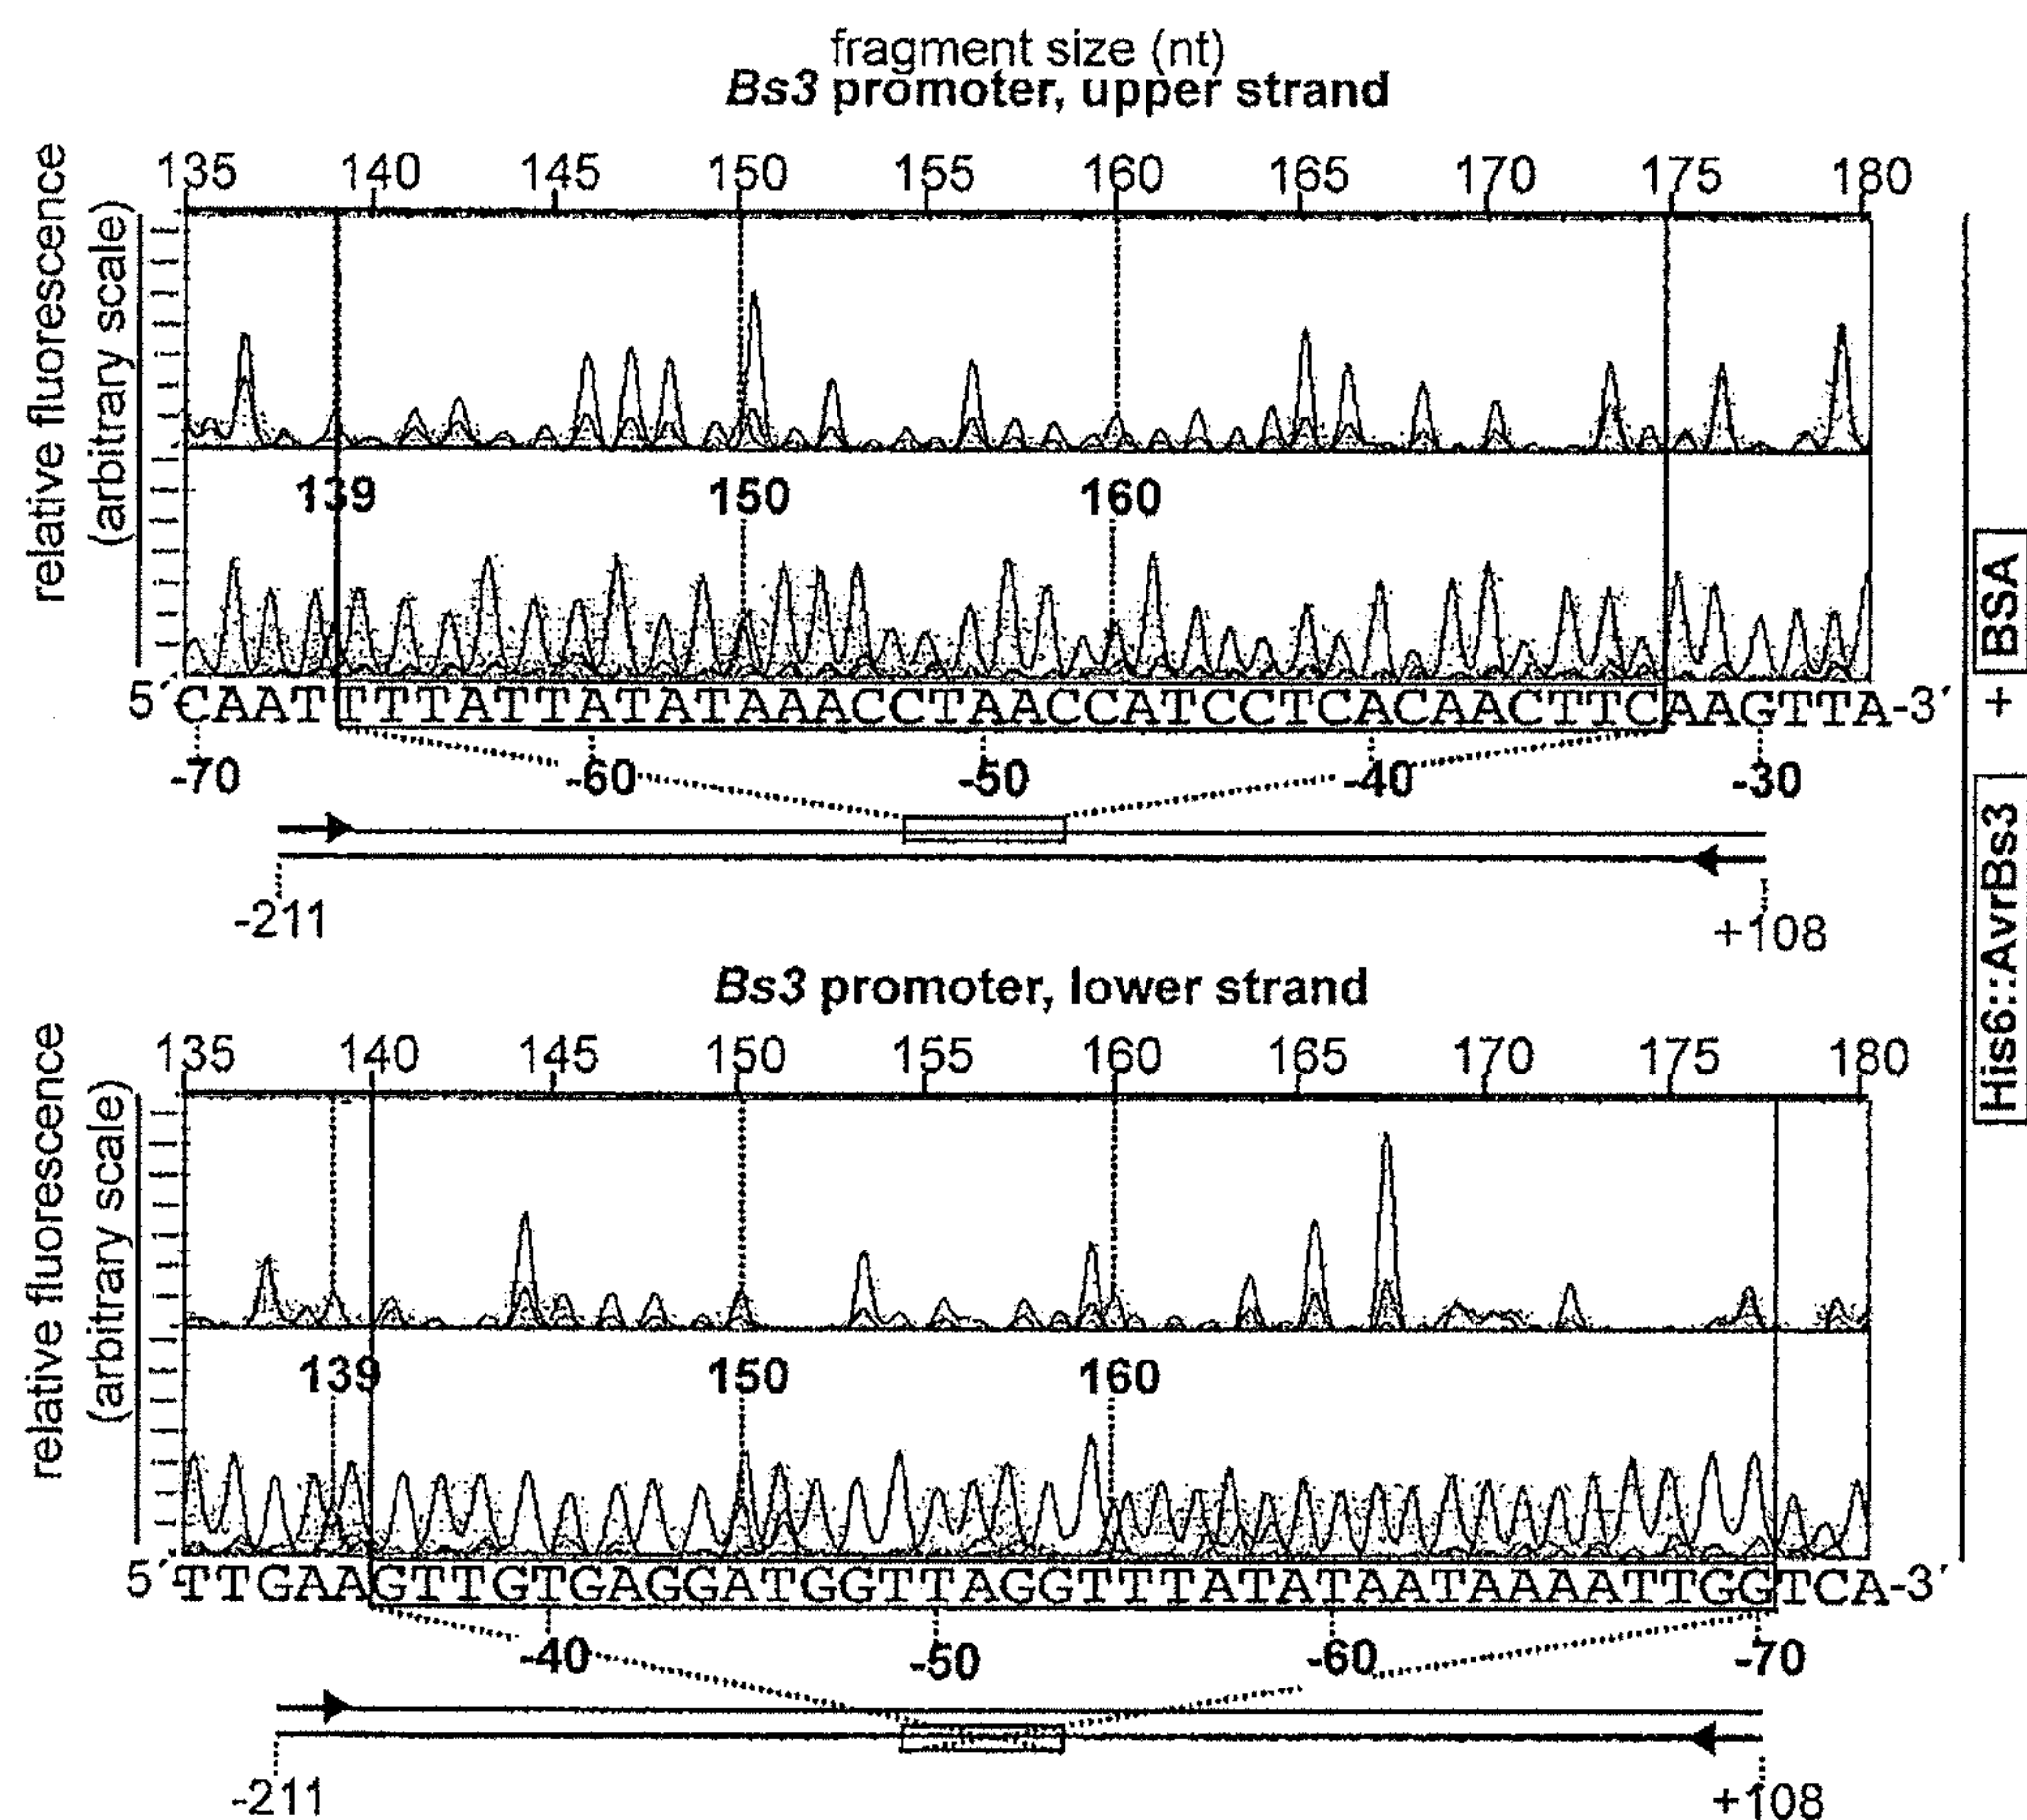 fragment size (nt)
Bs3 promoter, upper strand
135 140 145 150 155 160 165 170 175 180
relative fluorescence
(arbitrary scale)
139 150 160
5´CAATTTTATTATATAAACCTAACCATCCTCACAACTTCAAGTTA-3´
-70 -60 -50 -40 -30
-211 +108
Bs3 promoter, lower strand
135 140 145 150 155 160 165 170 175 180
relative fluorescence
(arbitrary scale)
139 150 160
5´TTGAAGTTGTGAGGATGGTTAGGTTTATATAATAAAATTGGTCA-3´
-40 -50 -60 -70
-211 +108
His6::AvrBs3 + BSA